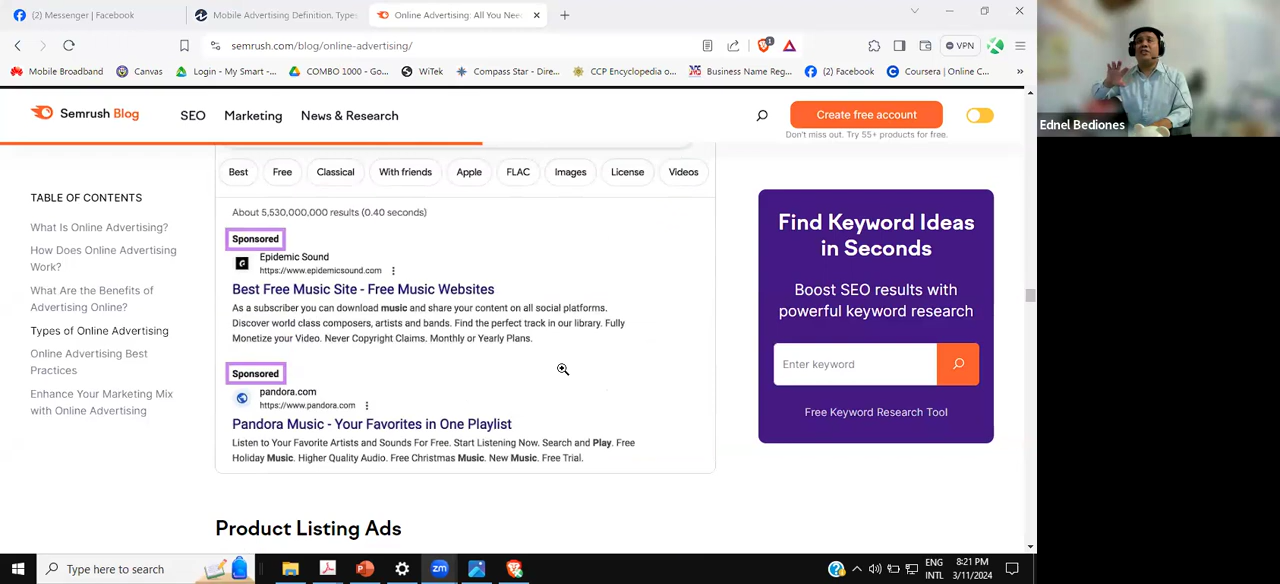 (2) Messenger | Facebook
Mobile Advertising Definition. Types
Online Advertising: All You Nee
semrush.com/blog/online-advertising/
1
VPN
Mobile Broadband
Canvas
Login - My Smart -...
COMBO 1000 - Go...
WiTek
Compass Star - Dire...
CCP Encyclopedia o...
Business Name Reg...
(2) Facebook
Coursera | Online C...
»
Semrush Blog
SEO
Marketing
News & Research
Create free account
Don't miss out. Try 55+ products for free.
TABLE OF CONTENTS
What Is Online Advertising?
How Does Online Advertising
Work?
What Are the Benefits of
Advertising Online?
Types of Online Advertising
Online Advertising Best
Practices
Enhance Your Marketing Mix
with Online Advertising
Best
Free
Classical
With friends
Apple
FLAC
Images
License
Videos
About 5,530,000,000 results (0.40 seconds)
Sponsored
Epidemic Sound
https://www.epidemicsound.com
Best Free Music Site - Free Music Websites
As a subscriber you can download music and share your content on all social platforms.
Discover world class composers, artists and bands. Find the perfect track in our library. Fully
Monetize your Video. Never Copyright Claims. Monthly or Yearly Plans.
Sponsored
pandora.com
https://www.pandora.com
Pandora Music - Your Favorites in One Playlist
Listen to Your Favorite Artists and Sounds For Free. Start Listening Now. Search and Play. Free
Holiday Music. Higher Quality Audio. Free Christmas Music. New Music. Free Trial.
Product Listing Ads
Find Keyword Ideas
in Seconds
Boost SEO results with
powerful keyword research
Enter keyword
Free Keyword Research Tool
Ednel Bediones
Type here to search
zm
ENG
INTL
8:21 PM
3/11/2024